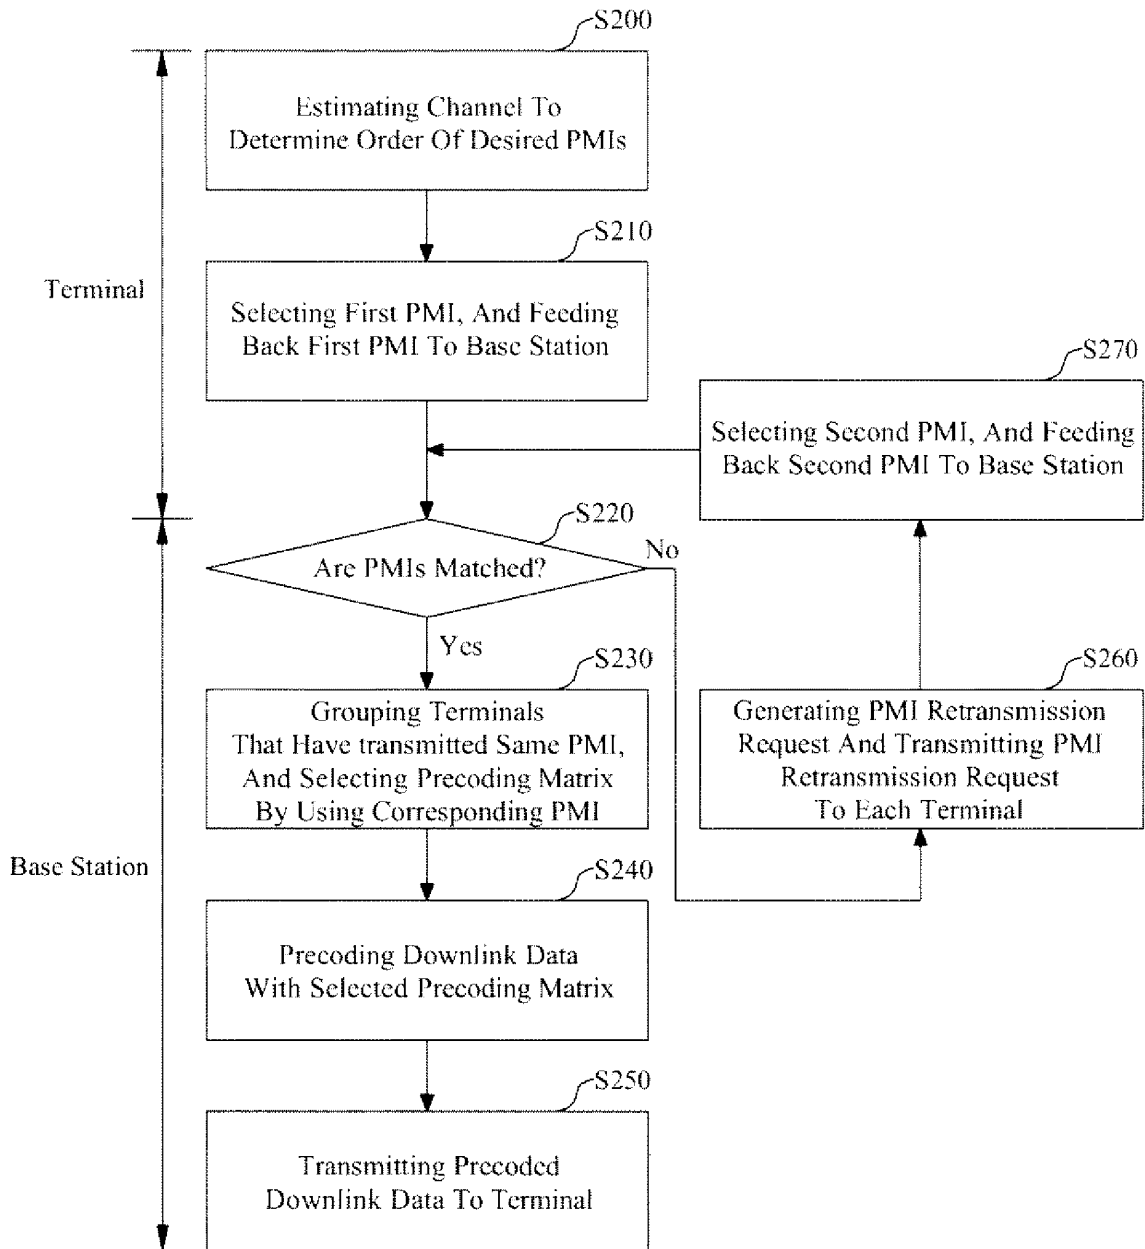 S200
Estimating Channel To
Determine Order Of Desired PMIs
S210
Terminal
Selecting First PMI, And Feeding
Back First PMI To Base Station
S270
Selecting Second PMI, And Feeding
Back Second PMI To Base Station
S220
Are PMIs Matched?
No
Yes
S230
Grouping Terminals
That Have transmitted Same PMI,
And Selecting Precoding Matrix
By Using Corresponding PMI
S260
Generating PMI Retransmission
Request And Transmitting PMI
Retransmission Request
To Each Terminal
Base Station
S240
Precoding Downlink Data
With Selected Precoding Matrix
S250
Transmitting Precoded
Downlink Data To Terminal